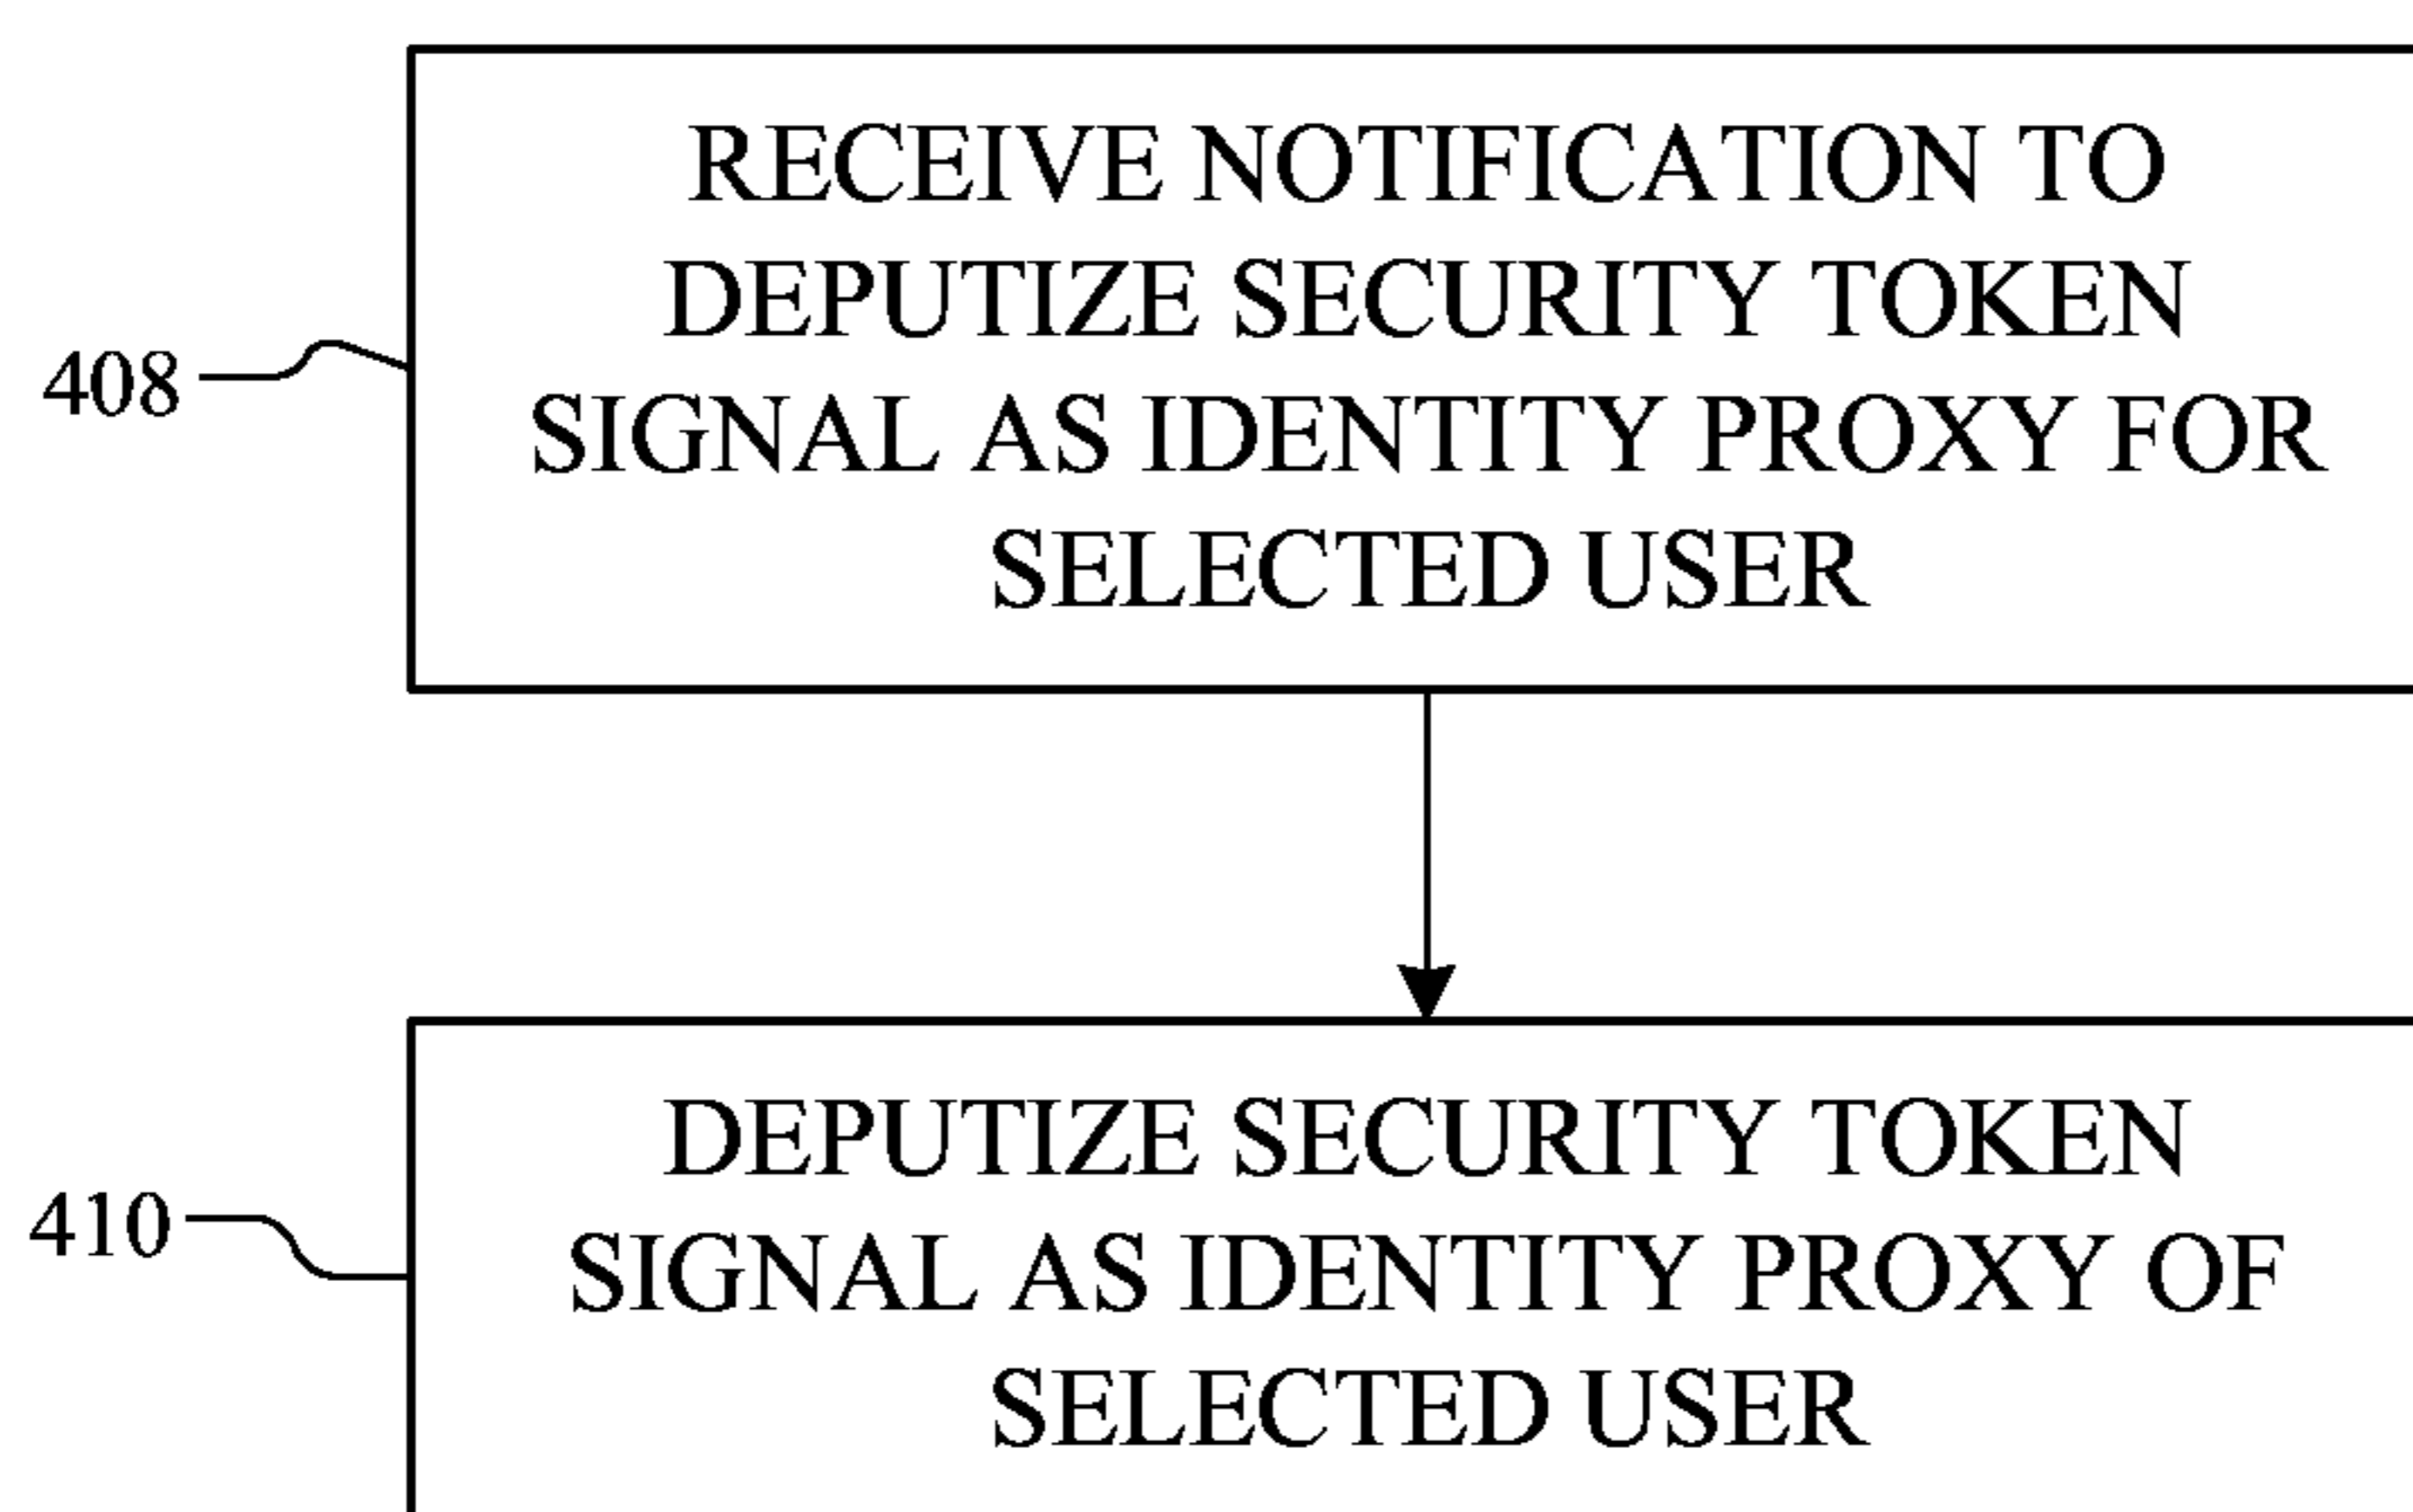 RECEIVE NOTIFICATION TO
DEPUTIZE SECURITY TOKEN
SIGNAL AS IDENTITY PROXY FOR
SELECTED USER
408
DEPUTIZE SECURITY TOKEN
SIGNAL AS IDENTITY PROXY OF
SELECTED USER
410